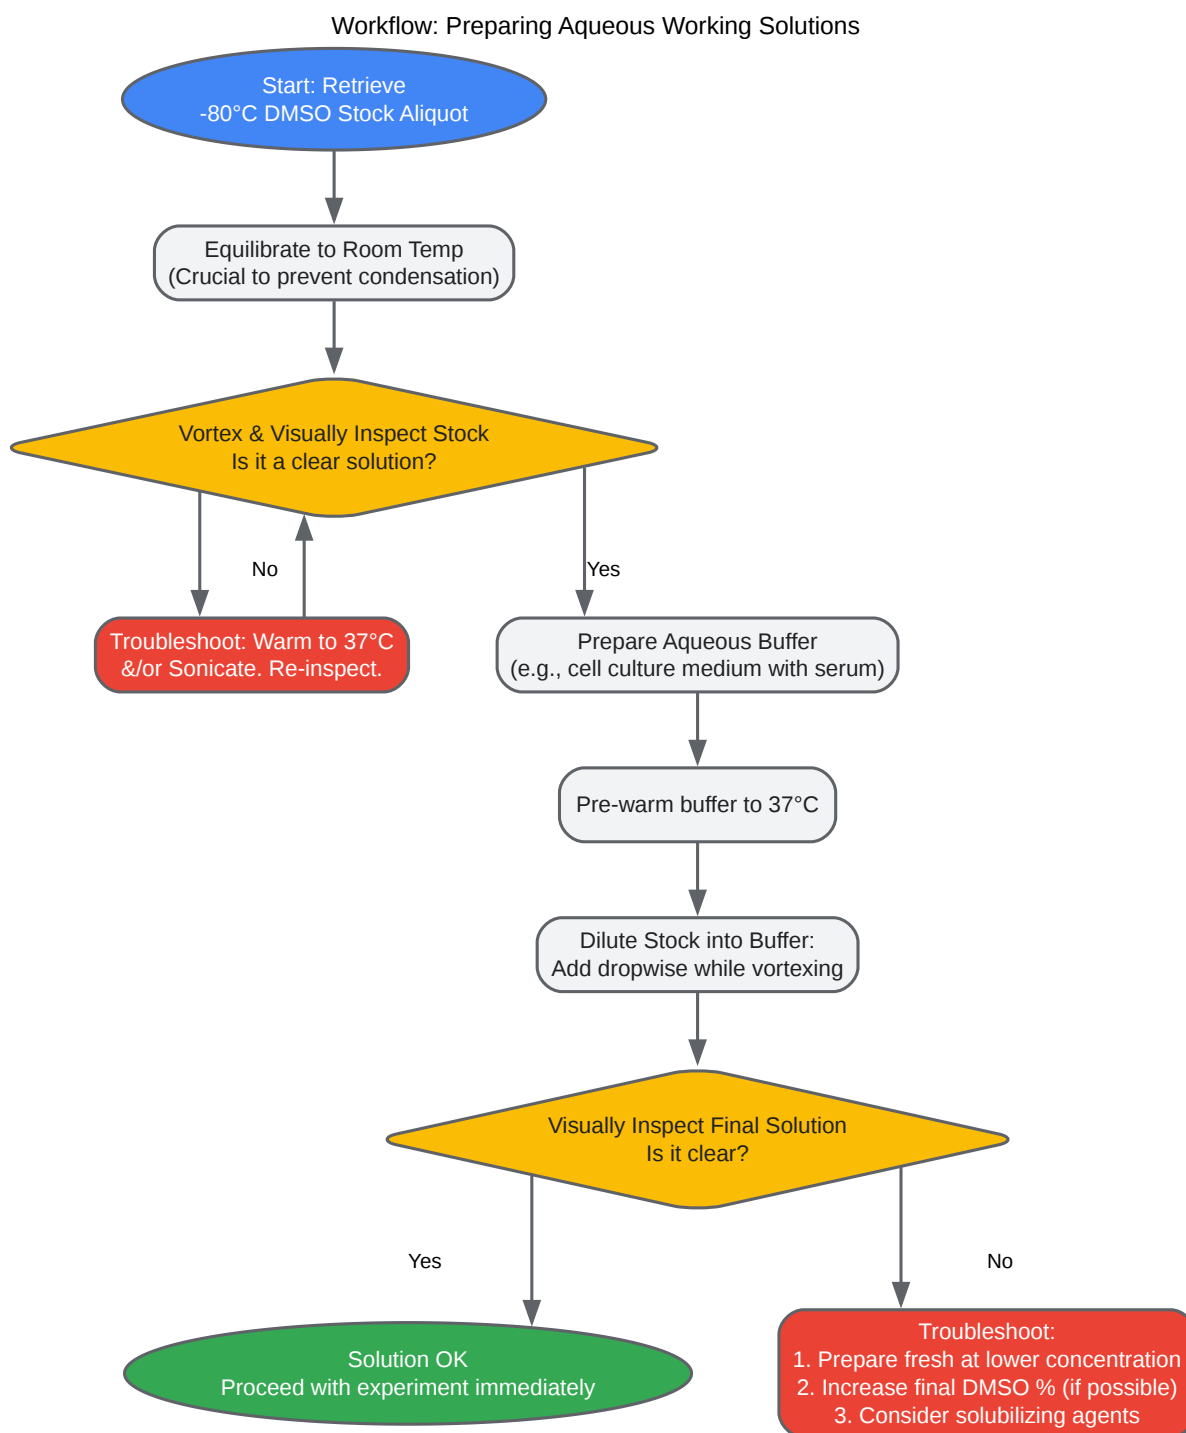 Workflow: Preparing Aqueous Working Solutions
Start: Retrieve
-80°C DMSO Stock Aliquot
Equilibrate to Room Temp
(Crucial to prevent condensation)
Vortex & Visually Inspect Stock
Is it a clear solution?
No
Yes
Troubleshoot: Warm to 37°C
&/or Sonicate. Re-inspect.
Prepare Aqueous Buffer
(e.g., cell culture medium with serum)
Pre-warm buffer to 37°C
Dilute Stock into Buffer:
Add dropwise while vortexing
Visually Inspect Final Solution
Is it clear?
Yes
No
Solution OK
Proceed with experiment immediately
Troubleshoot:
1. Prepare fresh at lower concentration
2. Increase final DMSO % (if possible)
3. Consider solubilizing agents